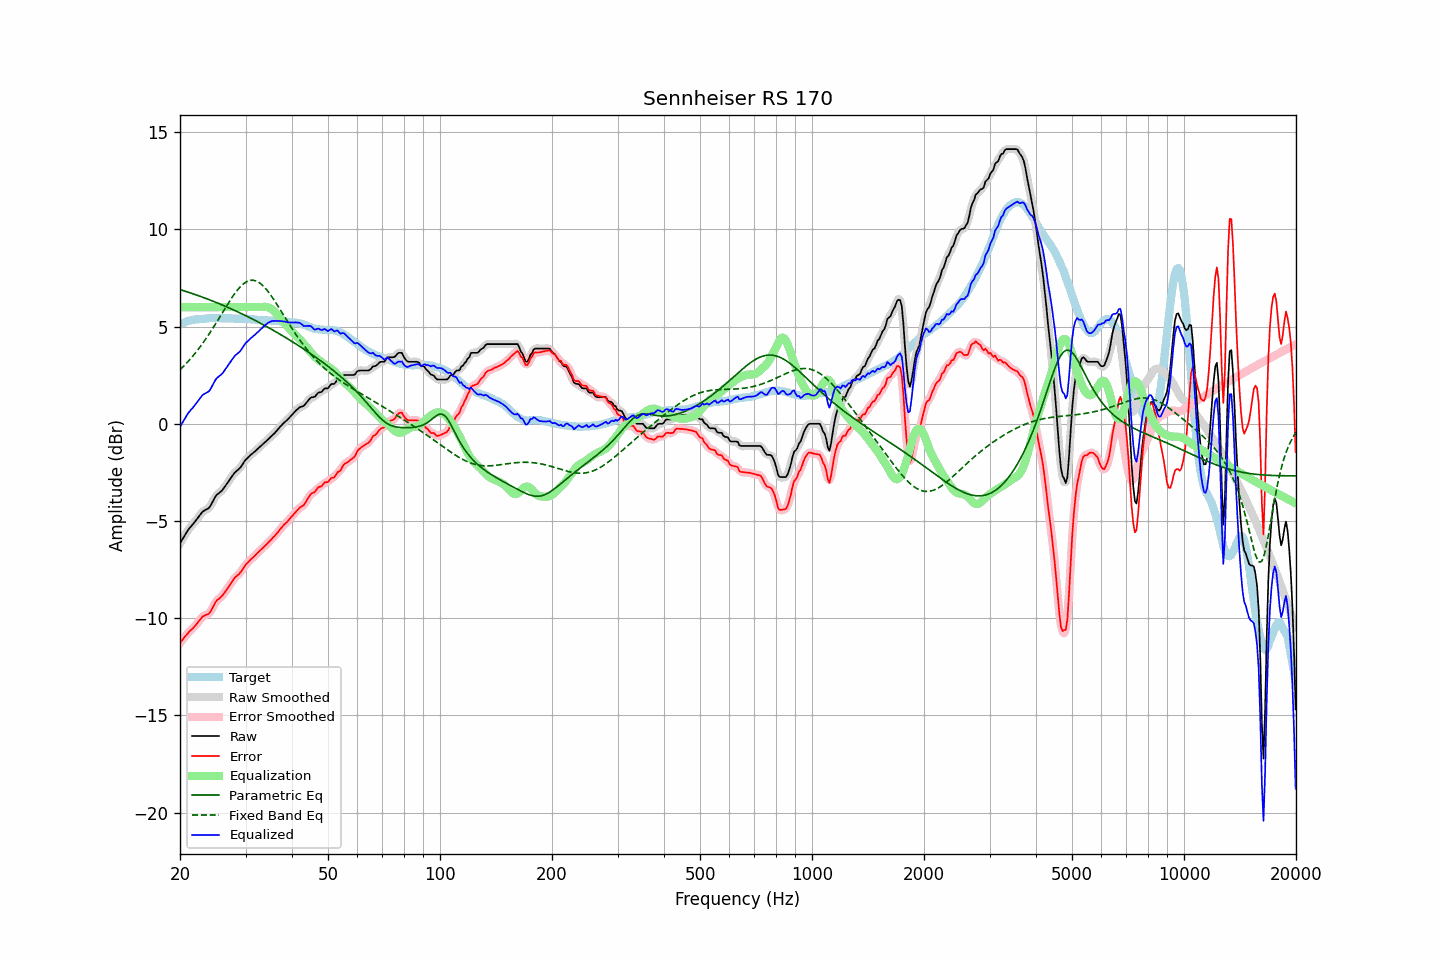 Sennheiser RS 170
Amplitude (dBr)
15
10
5
0
−5
−10
−15
−20
Target
Raw Smoothed
Error Smoothed
Raw
Error
Equalization
Parametric Eq
Fixed Band Eq
Equalized
20 50 100 200 500 1000 2000 5000 10000 20000
Frequency (Hz)